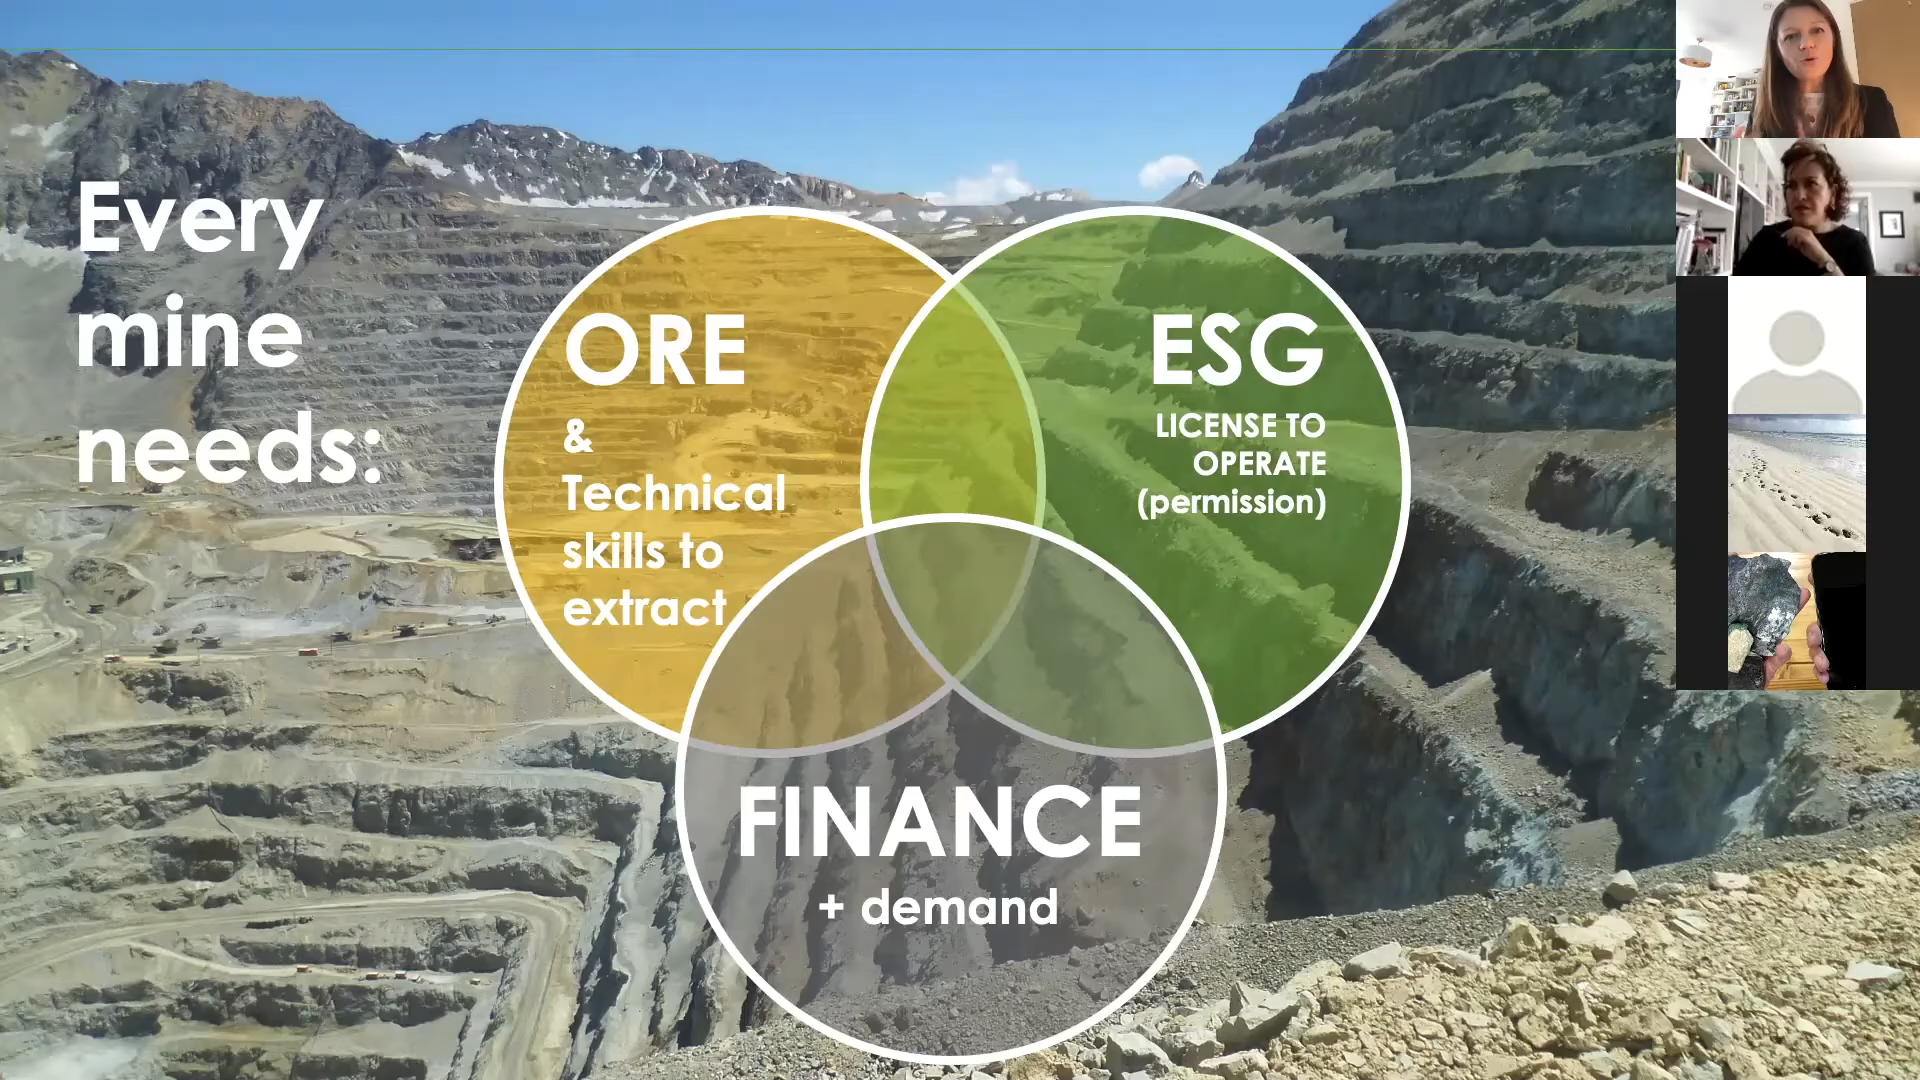 Every
mine
needs:
ORE
&
Technical
skills to
extract
ESG
LICENSE TO
OPERATE
(permission)
FINANCE
+ demand